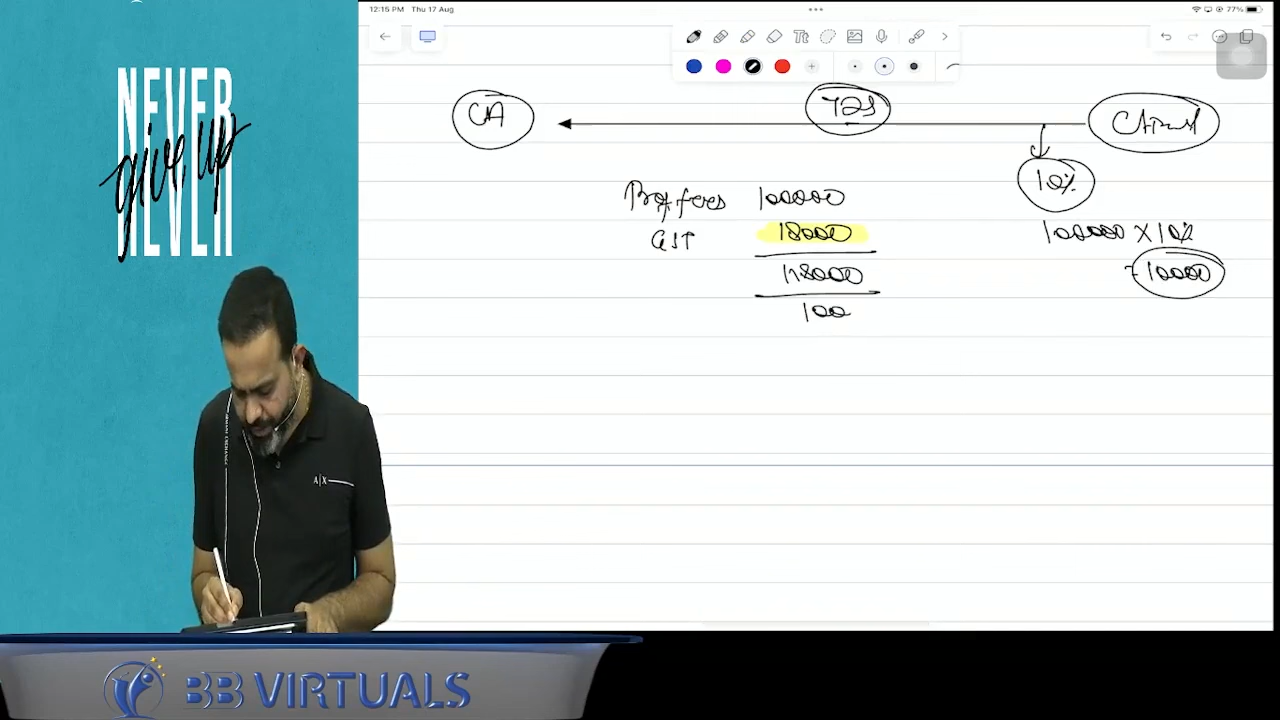 12:15 PM Thu 17 Aug
77%
Tt
NEVER
give up
NEVER
CA
TDS
Client
10%
Prof fees 100000
GST 18000
118000
100
100000 X 10%
= 10000
A|X
BB VIRTUALS